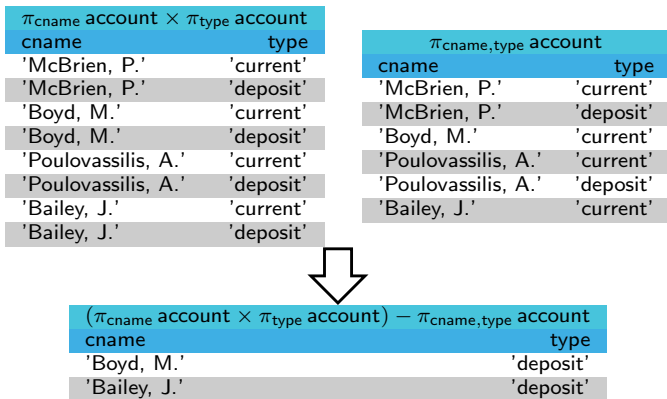 π_cname account × π_type account
cname type
'McBrien, P.' 'current'
'McBrien, P.' 'deposit'
'Boyd, M.' 'current'
'Boyd, M.' 'deposit'
'Poulovassilis, A.' 'current'
'Poulovassilis, A.' 'deposit'
'Bailey, J.' 'current'
'Bailey, J.' 'deposit'
π_cname,type account
cname type
'McBrien, P.' 'current'
'McBrien, P.' 'deposit'
'Boyd, M.' 'current'
'Poulovassilis, A.' 'current'
'Poulovassilis, A.' 'deposit'
'Bailey, J.' 'current'
(π_cname account × π_type account) − π_cname,type account
cname type
'Boyd, M.' 'deposit'
'Bailey, J.' 'deposit'